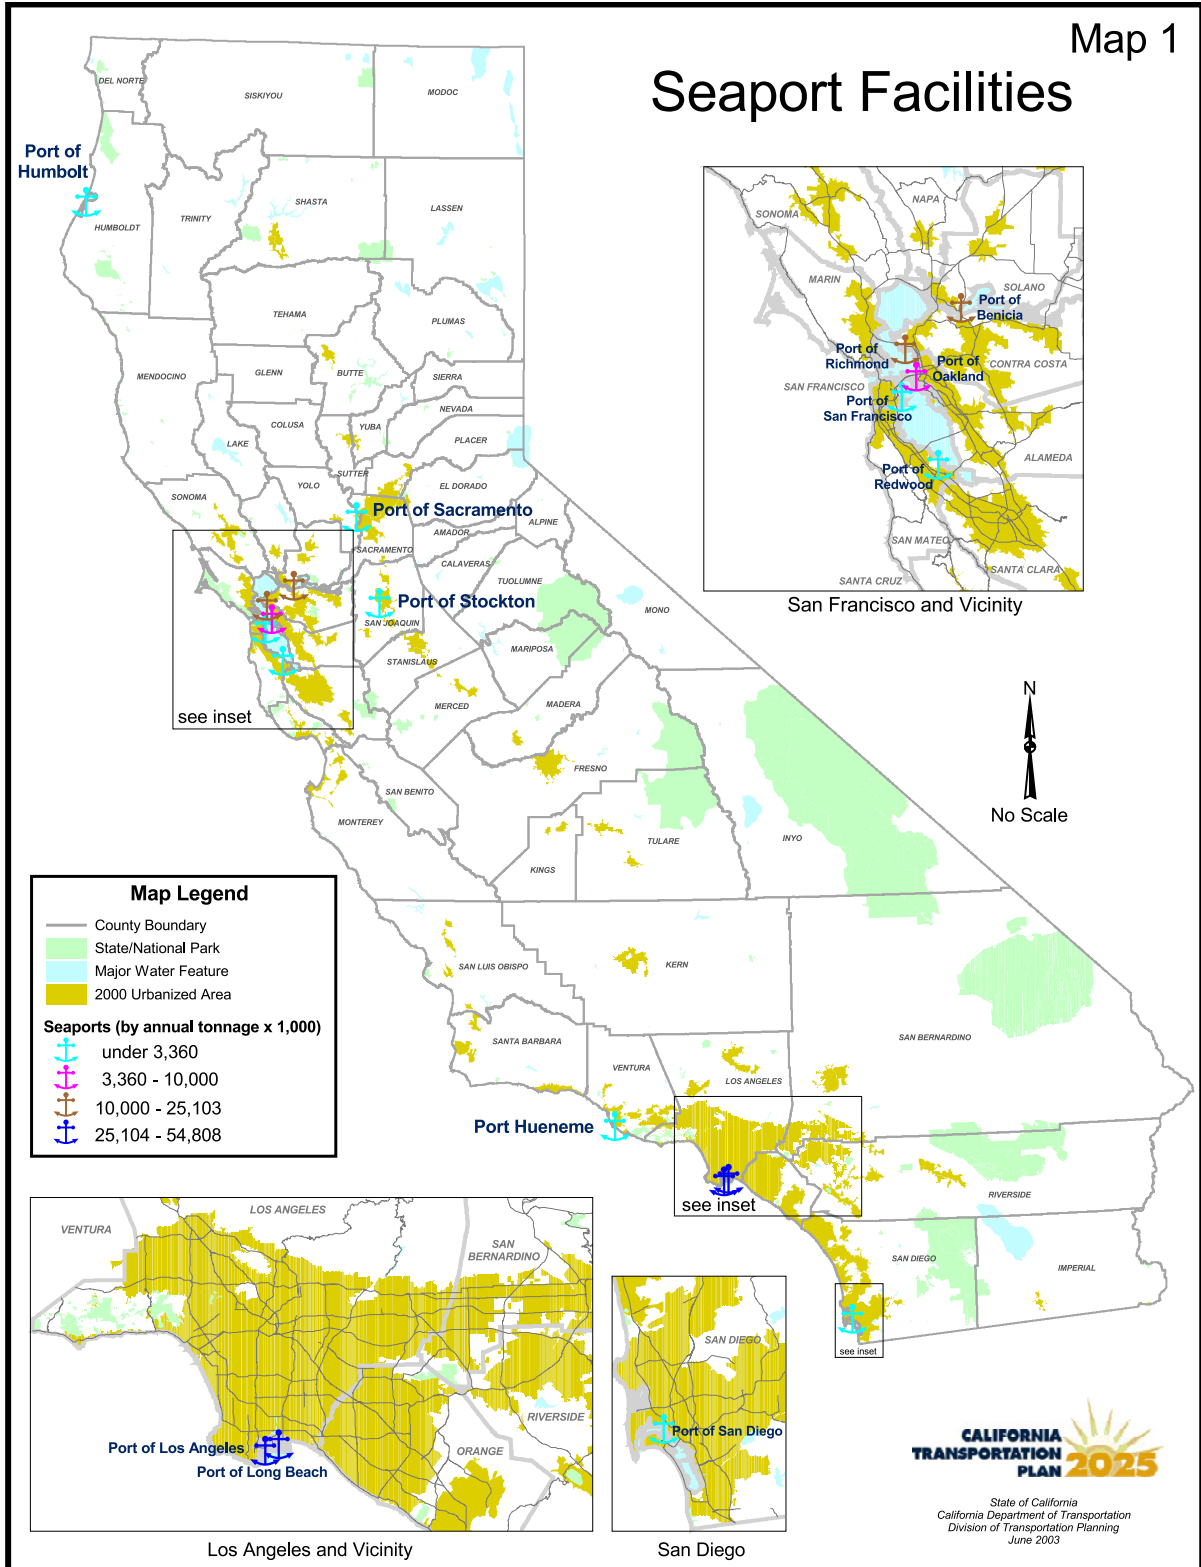 Map 1
Seaport Facilities
DEL NORTE
SISKIYOU
MODOC
Port of
Humbolt
HUMBOLDT
TRINITY
SHASTA
LASSEN
TEHAMA
PLUMAS
MENDOCINO
GLENN
BUTTE
SIERRA
NEVADA
COLUSA
YUBA
PLACER
LAKE
SUTTER
YOLO
EL DORADO
SONOMA
Port of Sacramento
ALPINE
AMADOR
SACRAMENTO
CALAVERAS
TUOLUMNE
Port of Stockton
MONO
SAN JOAQUIN
MARIPOSA
STANISLAUS
MERCED
MADERA
see inset
FRESNO
SAN BENITO
MONTEREY
TULARE
INYO
KINGS
SAN LUIS OBISPO
KERN
SAN BERNARDINO
SANTA BARBARA
VENTURA
LOS ANGELES
Port Hueneme
see inset
RIVERSIDE
SAN DIEGO
IMPERIAL
see inset
SONOMA
NAPA
MARIN
SOLANO
Port of
Benicia
Port of
Richmond
Port of
Oakland
CONTRA COSTA
SAN FRANCISCO
Port of
San Francisco
ALAMEDA
Port of
Redwood
SAN MATEO
SANTA CLARA
SANTA CRUZ
San Francisco and Vicinity
N
No Scale
Map Legend
County Boundary
State/National Park
Major Water Feature
2000 Urbanized Area
Seaports (by annual tonnage x 1,000)
under 3,360
3,360 - 10,000
10,000 - 25,103
25,104 - 54,808
VENTURA
LOS ANGELES
SAN
BERNARDINO
RIVERSIDE
ORANGE
Port of Los Angeles
Port of Long Beach
Los Angeles and Vicinity
SAN DIEGO
Port of San Diego
San Diego
CALIFORNIA
TRANSPORTATION
PLAN 2025
State of California
California Department of Transportation
Division of Transportation Planning
June 2003